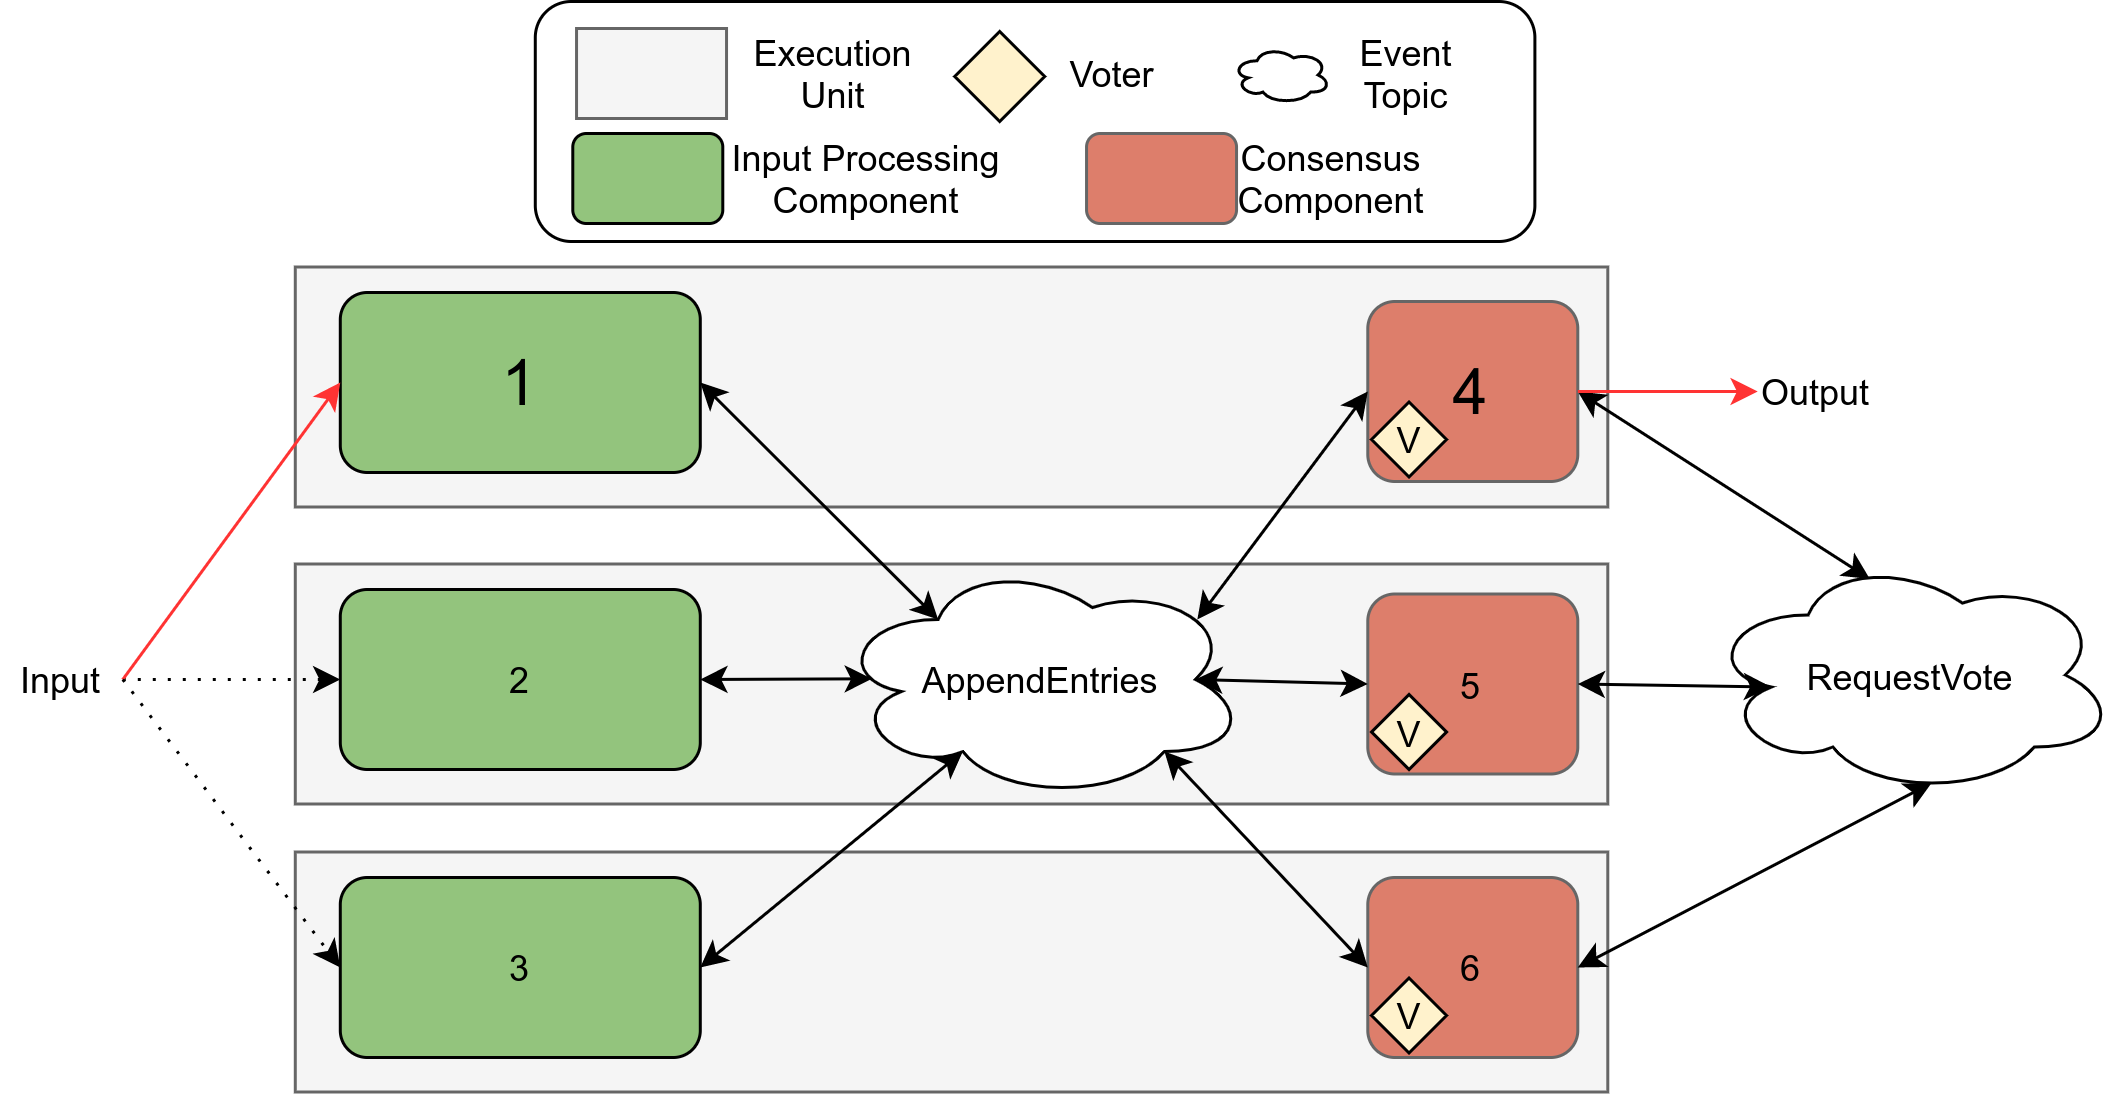 Execution
Unit
Voter
Event
Topic
Input Processing
Component
Consensus
Component
1
4
V
Output
Input
2
AppendEntries
5
V
RequestVote
3
6
V